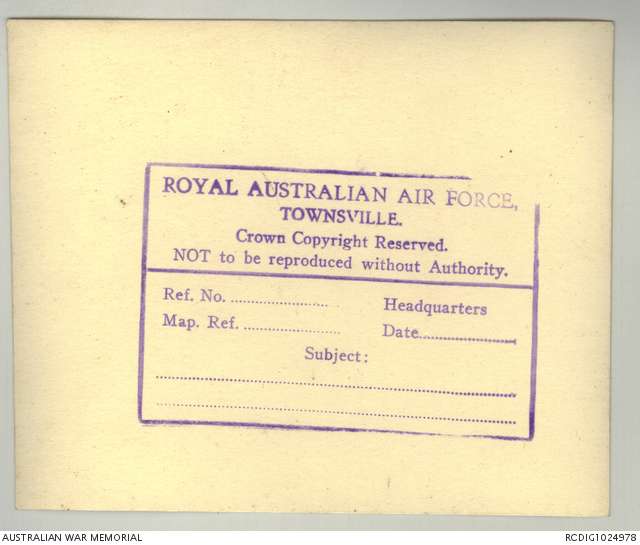 ROYAL AUSTRALIAN AIR FORCE,
TOWNSVILLE.
Crown Copyright Reserved.
NOT to be reproduced without Authority.
Ref. No. ........................ Headquarters
Map. Ref. ........................ Date........................
Subject:
AUSTRALIAN WAR MEMORIAL RCDIG1024978